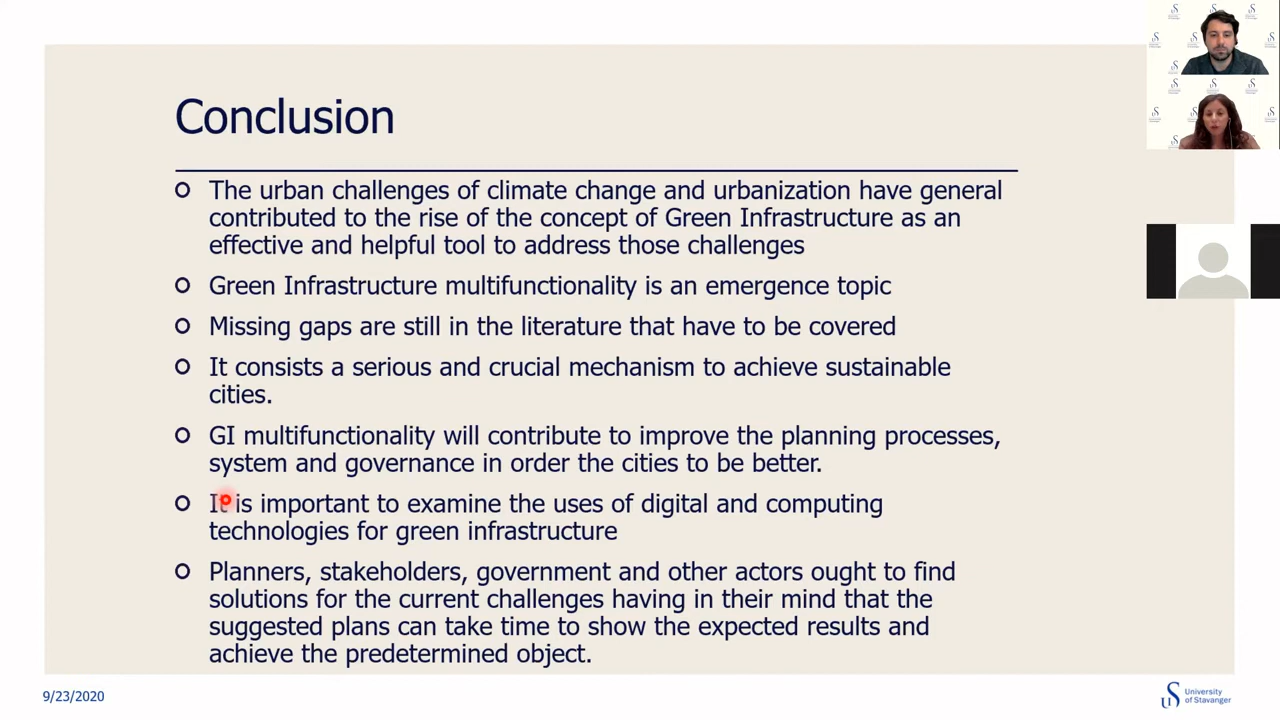 Conclusion
The urban challenges of climate change and urbanization have general
contributed to the rise of the concept of Green Infrastructure as an
effective and helpful tool to address those challenges
Green Infrastructure multifunctionality is an emergence topic
Missing gaps are still in the literature that have to be covered
It consists a serious and crucial mechanism to achieve sustainable
cities.
GI multifunctionality will contribute to improve the planning processes,
system and governance in order the cities to be better.
It is important to examine the uses of digital and computing
technologies for green infrastructure
Planners, stakeholders, government and other actors ought to find
solutions for the current challenges having in their mind that the
suggested plans can take time to show the expected results and
achieve the predetermined object.
9/23/2020
University
of Stavanger